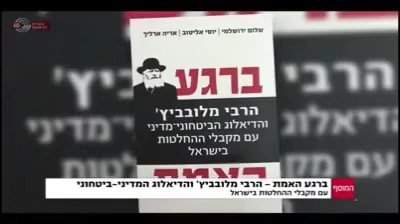 שלום ירושלמי | יוסי אליטוב | אריה ארליך
ברגע
הרבי מלובביץ'
והדיאלוג הביטחוני־מדיני
עם מקבלי ההחלטות
בישראל
האמת
המוסף
ברגע האמת - הרבי מלובביץ' והדיאלוג המדיני-ביטחוני
עם מקבלי ההחלטות בישראל